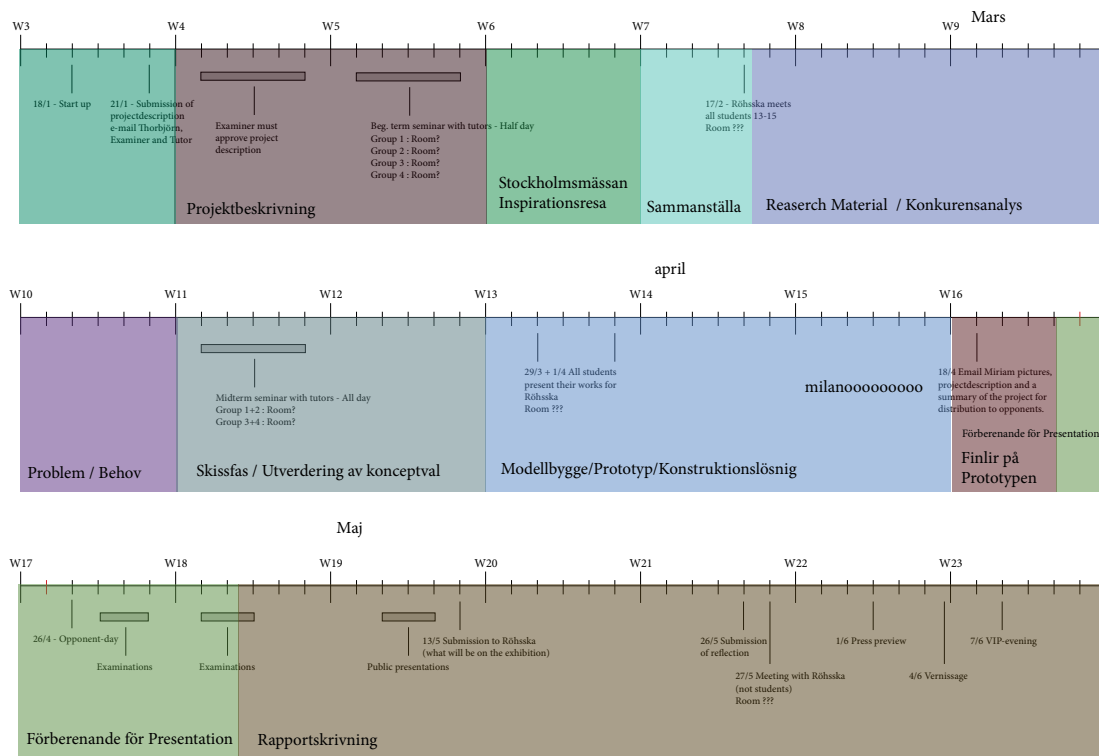 Mars
W3
W4
W5
W6
W7
W8
W9
18/1 - Start up
21/1 - Submission of
projectdescription
e-mail Thorbjörn,
Examiner and Tutor
Examiner must
approve project
description
Beg. term seminar with tutors - Half day
Group 1 : Room?
Group 2 : Room?
Group 3 : Room?
Group 4 : Room?
17/2 - Röhsska meets
all students 13-15
Room ???
Projektbeskrivning
Stockholmsmässan
Inspirationsresa
Sammanställa
Reaserch Material / Konkurensanalys
april
W10
W11
W12
W13
W14
W15
W16
Midterm seminar with tutors - All day
Group 1+2 : Room?
Group 3+4 : Room?
29/3 + 1/4 All students
present their works for
Röhsska
Room ???
milanooooooooo
18/4 Email Miriam pictures,
projectdescription and a
summary of the project for
distribution to opponents.
Förberenande för Presentation
Problem / Behov
Skissfas / Utverdering av konceptval
Modellbygge/Prototyp/Konstruktionslösnig
Finlir på
Prototypen
Maj
W17
W18
W19
W20
W21
W22
W23
26/4 - Opponent-day
Examinations
Examinations
Public presentations
13/5 Submission to Röhsska
(what will be on the exhibition)
26/5 Submission
of reflection
27/5 Meeting with Röhsska
(not students)
Room ???
1/6 Press preview
4/6 Vernissage
7/6 VIP-evening
Förberenande för Presentation
Rapportskrivning